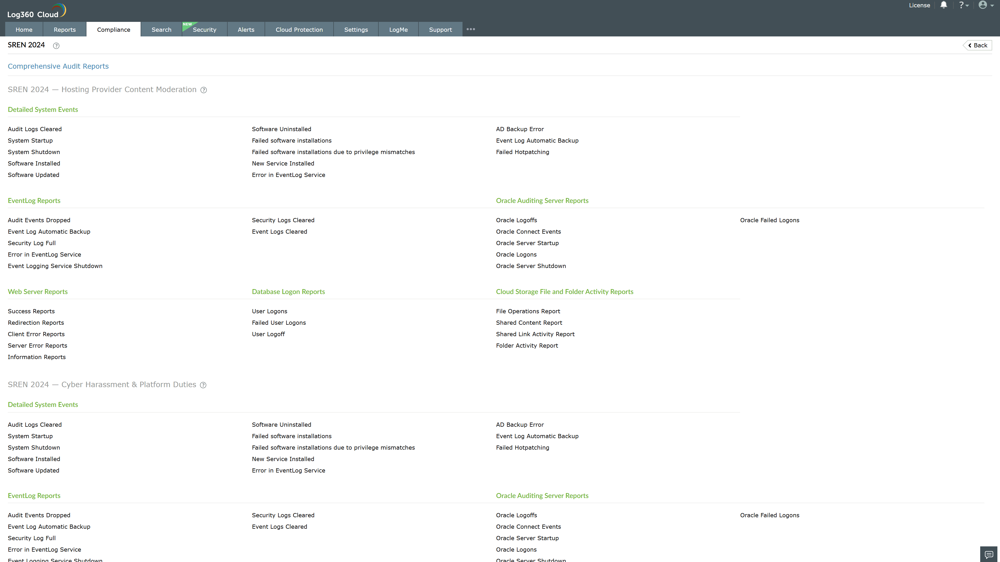 Log360 Cloud
License
?
Home
Reports
Compliance
Search
NEW
Security
Alerts
Cloud Protection
Settings
LogMe
Support
SREN 2024 ?
Back
Comprehensive Audit Reports
SREN 2024 — Hosting Provider Content Moderation ?
Detailed System Events
Audit Logs Cleared
System Startup
System Shutdown
Software Installed
Software Updated
Software Uninstalled
Failed software installations
Failed software installations due to privilege mismatches
New Service Installed
Error in EventLog Service
AD Backup Error
Event Log Automatic Backup
Failed Hotpatching
EventLog Reports
Audit Events Dropped
Event Log Automatic Backup
Security Log Full
Error in EventLog Service
Event Logging Service Shutdown
Security Logs Cleared
Event Logs Cleared
Oracle Auditing Server Reports
Oracle Logoffs
Oracle Connect Events
Oracle Server Startup
Oracle Logons
Oracle Server Shutdown
Oracle Failed Logons
Web Server Reports
Success Reports
Redirection Reports
Client Error Reports
Server Error Reports
Information Reports
Database Logon Reports
User Logons
Failed User Logons
User Logoff
Cloud Storage File and Folder Activity Reports
File Operations Report
Shared Content Report
Shared Link Activity Report
Folder Activity Report
SREN 2024 — Cyber Harassment & Platform Duties ?
Detailed System Events
Audit Logs Cleared
System Startup
System Shutdown
Software Installed
Software Updated
Software Uninstalled
Failed software installations
Failed software installations due to privilege mismatches
New Service Installed
Error in EventLog Service
AD Backup Error
Event Log Automatic Backup
Failed Hotpatching
EventLog Reports
Audit Events Dropped
Event Log Automatic Backup
Security Log Full
Error in EventLog Service
Event Logging Service Shutdown
Security Logs Cleared
Event Logs Cleared
Oracle Auditing Server Reports
Oracle Logoffs
Oracle Connect Events
Oracle Server Startup
Oracle Logons
Oracle Server Shutdown
Oracle Failed Logons